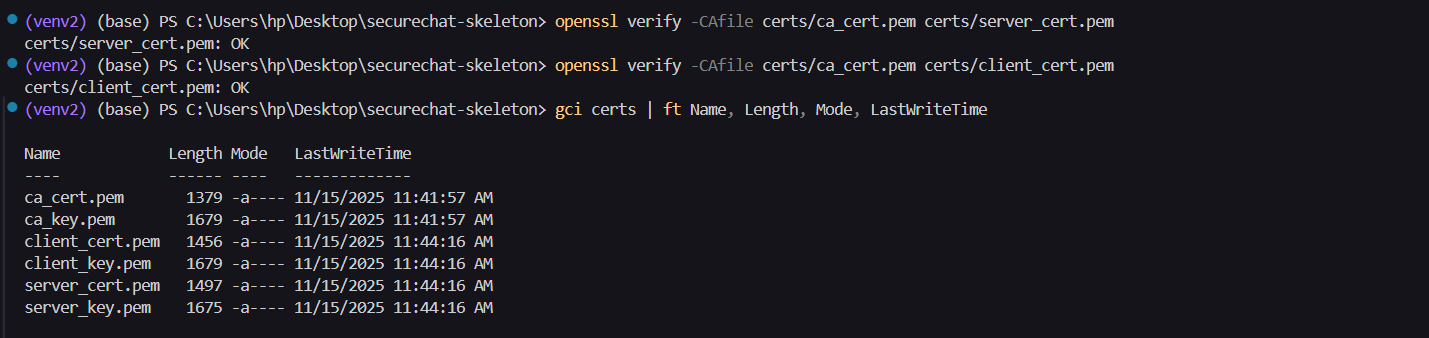 (venv2) (base) PS C:\Users\hp\Desktop\securechat-skeleton> openssl verify -CAfile certs/ca_cert.pem certs/server_cert.pem
certs/server_cert.pem: OK
(venv2) (base) PS C:\Users\hp\Desktop\securechat-skeleton> openssl verify -CAfile certs/ca_cert.pem certs/client_cert.pem
certs/client_cert.pem: OK
(venv2) (base) PS C:\Users\hp\Desktop\securechat-skeleton> gci certs | ft Name, Length, Mode, LastWriteTime
Name            Length Mode   LastWriteTime
----            ------ ----   -------------
ca_cert.pem       1379 -a---- 11/15/2025 11:41:57 AM
ca_key.pem        1679 -a---- 11/15/2025 11:41:57 AM
client_cert.pem   1456 -a---- 11/15/2025 11:44:16 AM
client_key.pem    1679 -a---- 11/15/2025 11:44:16 AM
server_cert.pem   1497 -a---- 11/15/2025 11:44:16 AM
server_key.pem    1675 -a---- 11/15/2025 11:44:16 AM